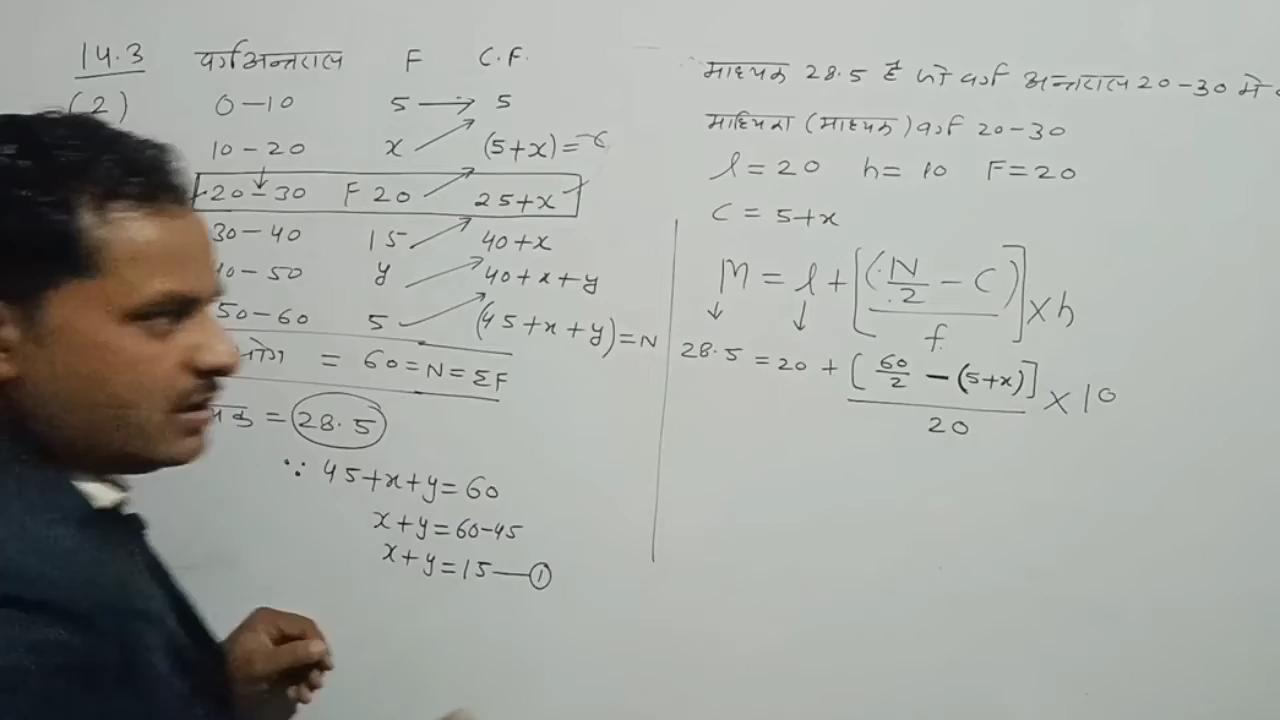 14.3 वर्ग अन्तराल F C.F.
(2) 0-10 5 → 5
10-20 x (5+x)=C
20-30 F 20 25+x
30-40 15 40+x
40-50 y 40+x+y
50-60 5 (45+x+y)=N
= 60=N=ΣF
= 28.5
∵ 45+x+y=60
x+y=60-45
x+y=15—①
माध्यक 28.5 है जो वर्ग अन्तराल 20-30 में
माध्यिका (माध्यक) वर्ग 20-30
l=20 h=10 F=20
C = 5+x
M = l + [(N/2 - C)/f] × h
↓ ↓
28.5 = 20 + [60/2 - (5+x)]/20 × 10